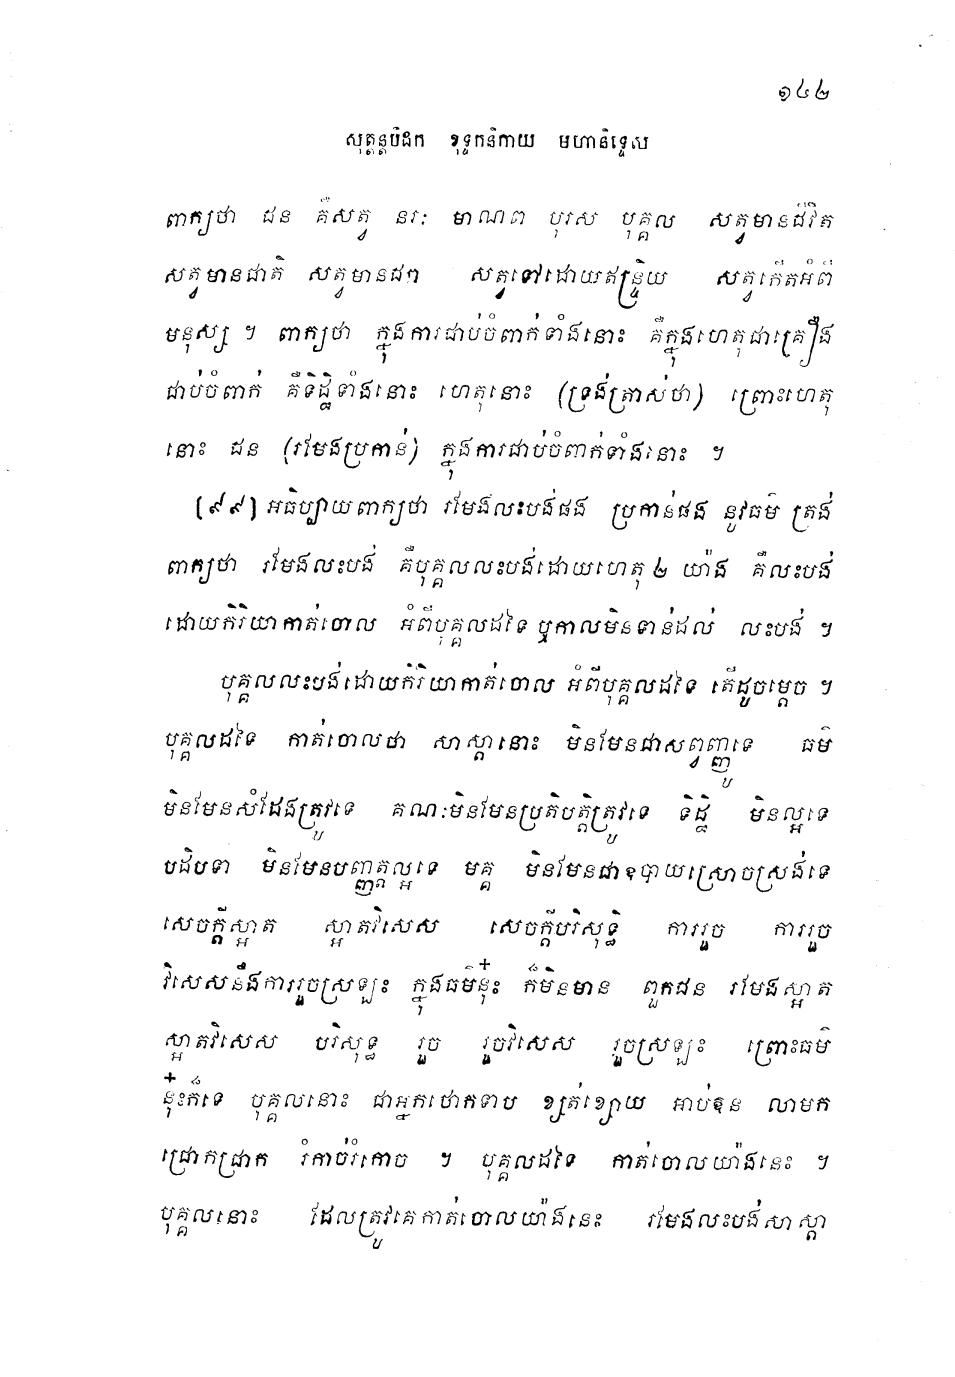 ១៤២
សុត្តន្តបិដក ខុទ្ទកនិកាយ មហានិទ្ទេស
ពាក្យថា ជន គឺសត្វ នរៈ មាណព បុរស បុគ្គល សត្វមានជីវិត
សត្វមានជាតិ សត្វមានជរា សត្វទៅដោយឥន្ទ្រិយ សត្វកើតអំពី
មនុស្ស ។ ពាក្យថា ក្នុងការជាប់ចំពាក់ទាំងនោះ គឺក្នុងហេតុជាគ្រឿង
ជាប់ចំពាក់ គឺទិដ្ឋិទាំងនោះ ហេតុនោះ (ទ្រង់ត្រាស់ថា) ព្រោះហេតុ
នោះ ជន (រមែងប្រកាន់) ក្នុងការជាប់ចំពាក់ទាំងនោះ ។
[៩៩] អធិប្បាយពាក្យថា រមែងលះបង់ផង ប្រកាន់ផង នូវធម៌ ត្រង់
ពាក្យថា រមែងលះបង់ គឺបុគ្គលលះបង់ដោយហេតុ ២ យ៉ាង គឺលះបង់
ដោយកិរិយាកាត់ចោល អំពីបុគ្គលដទៃ ឬកាលមិនទាន់ដល់ លះបង់ ។
បុគ្គលលះបង់ដោយកិរិយាកាត់ចោល អំពីបុគ្គលដទៃ តើដូចម្តេច ។
បុគ្គលដទៃ កាត់ចោលថា សាស្តានោះ មិនមែនជាសព្វញ្ញូទេ ធម៌
មិនមែនសំដែងត្រូវទេ គណៈមិនមែនប្រតិបត្តិត្រូវទេ ទិដ្ឋិ មិនល្អទេ
បដិបទា មិនមែនបញ្ញត្តល្អទេ មគ្គ មិនមែនជាឧបាយស្រោចស្រង់ទេ
សេចក្តីស្អាត ស្អាតវិសេស សេចក្តីបរិសុទ្ធិ ការរួច ការរួច
វិសេសនឹងការរួចស្រឡះ ក្នុងធម៌នុ៎ះ ក៏មិនមាន ពួកជន រមែងស្អាត
ស្អាតវិសេស បរិសុទ្ធ រួច រួចវិសេស រួចស្រឡះ ព្រោះធម៌
នុ៎ះក៏ទេ បុគ្គលនោះ ជាអ្នកថោកទាប ខ្សត់ខ្សោយ អាប់ឱន លាមក
ជ្រោកជ្រាក រំកាច់រំកោច ។ បុគ្គលដទៃ កាត់ចោលយ៉ាងនេះ ។
បុគ្គលនោះ ដែលត្រូវគេកាត់ចោលយ៉ាងនេះ រមែងលះបង់សាស្តា